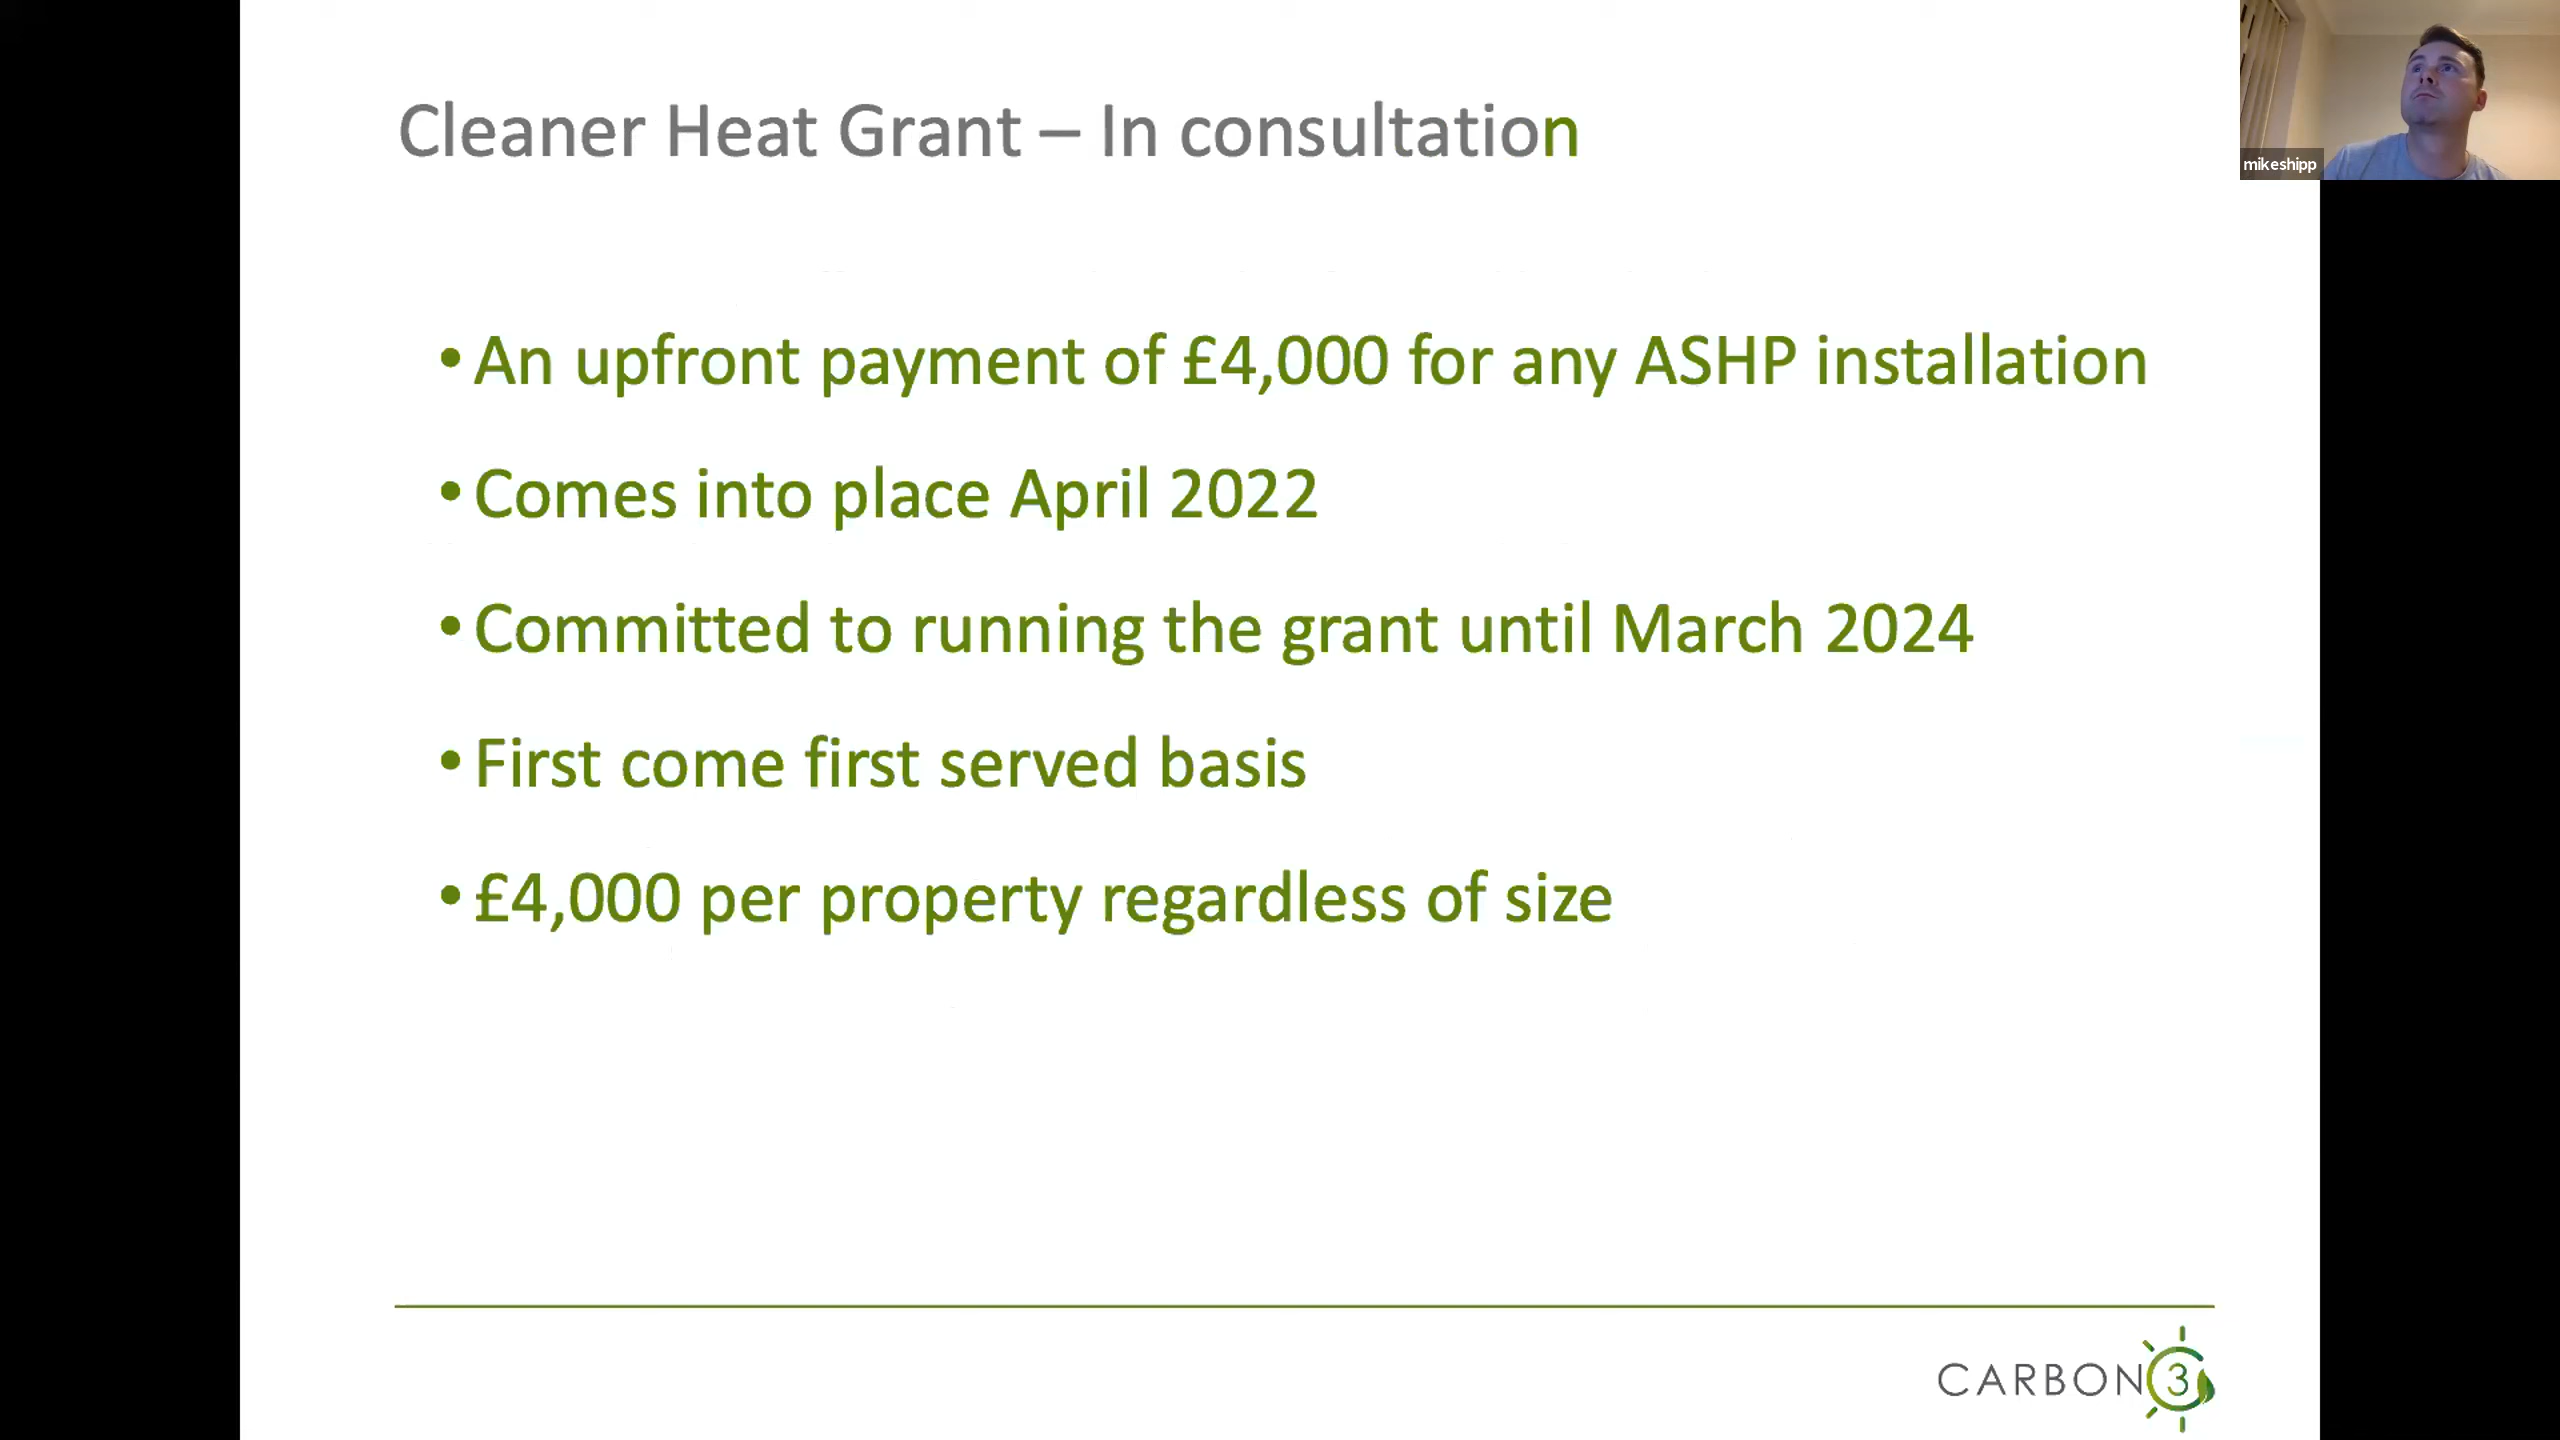 Cleaner Heat Grant – In consultation
mikeshipp
• An upfront payment of £4,000 for any ASHP installation
• Comes into place April 2022
• Committed to running the grant until March 2024
• First come first served basis
• £4,000 per property regardless of size
CARBON 3